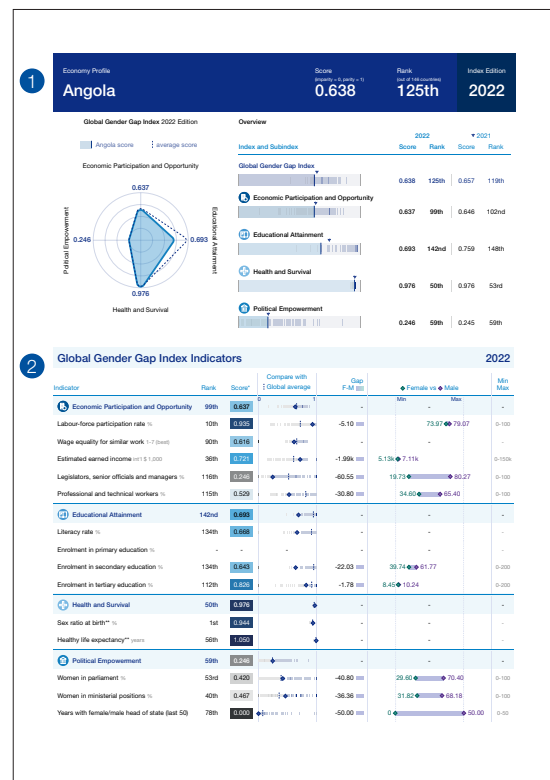 1
Economy Profile
Angola
Score
(imparity = 0, parity = 1)
0.638
Rank
(out of 146 countries)
125th
Index Edition
2022
Global Gender Gap Index 2022 Edition
Angola score
average score
Economic Participation and Opportunity
0.637
Political Empowerment
0.246
0.693
Educational Attainment
0.976
Health and Survival
Overview
2022 2021
Index and Subindex Score Rank Score Rank
Global Gender Gap Index
0.638 125th 0.657 119th
Economic Participation and Opportunity
0.637 99th 0.646 102nd
Educational Attainment
0.693 142nd 0.759 148th
Health and Survival
0.976 50th 0.976 53rd
Political Empowerment
0.246 59th 0.245 59th
2
Global Gender Gap Index Indicators 2022
Indicator Rank Score* Compare with Global average Gap F-M Female vs Male Min Max
0 1 Min Max
Economic Participation and Opportunity 99th 0.637 - - -
Labour-force participation rate % 10th 0.935 -5.10 73.97 79.07 0-100
Wage equality for similar work 1-7 (best) 90th 0.616 - - -
Estimated earned income int'l $ 1,000 36th 0.721 -1.99k 5.13k 7.11k 0-150k
Legislators, senior officials and managers % 116th 0.246 -60.55 19.73 80.27 0-100
Professional and technical workers % 115th 0.529 -30.80 34.60 65.40 0-100
Educational Attainment 142nd 0.693 - - -
Literacy rate % 134th 0.668 - - -
Enrolment in primary education % - - - - - -
Enrolment in secondary education % 134th 0.643 -22.03 39.74 61.77 0-200
Enrolment in tertiary education % 112th 0.826 -1.78 8.45 10.24 0-200
Health and Survival 50th 0.976 - - -
Sex ratio at birth** % 1st 0.944 - - -
Healthy life expectancy** years 56th 1.050 - - -
Political Empowerment 59th 0.246 - - -
Women in parliament % 53rd 0.420 -40.80 29.60 70.40 0-100
Women in ministerial positions % 40th 0.467 -36.36 31.82 68.18 0-100
Years with female/male head of state (last 50) 78th 0.000 -50.00 0 50.00 0-50